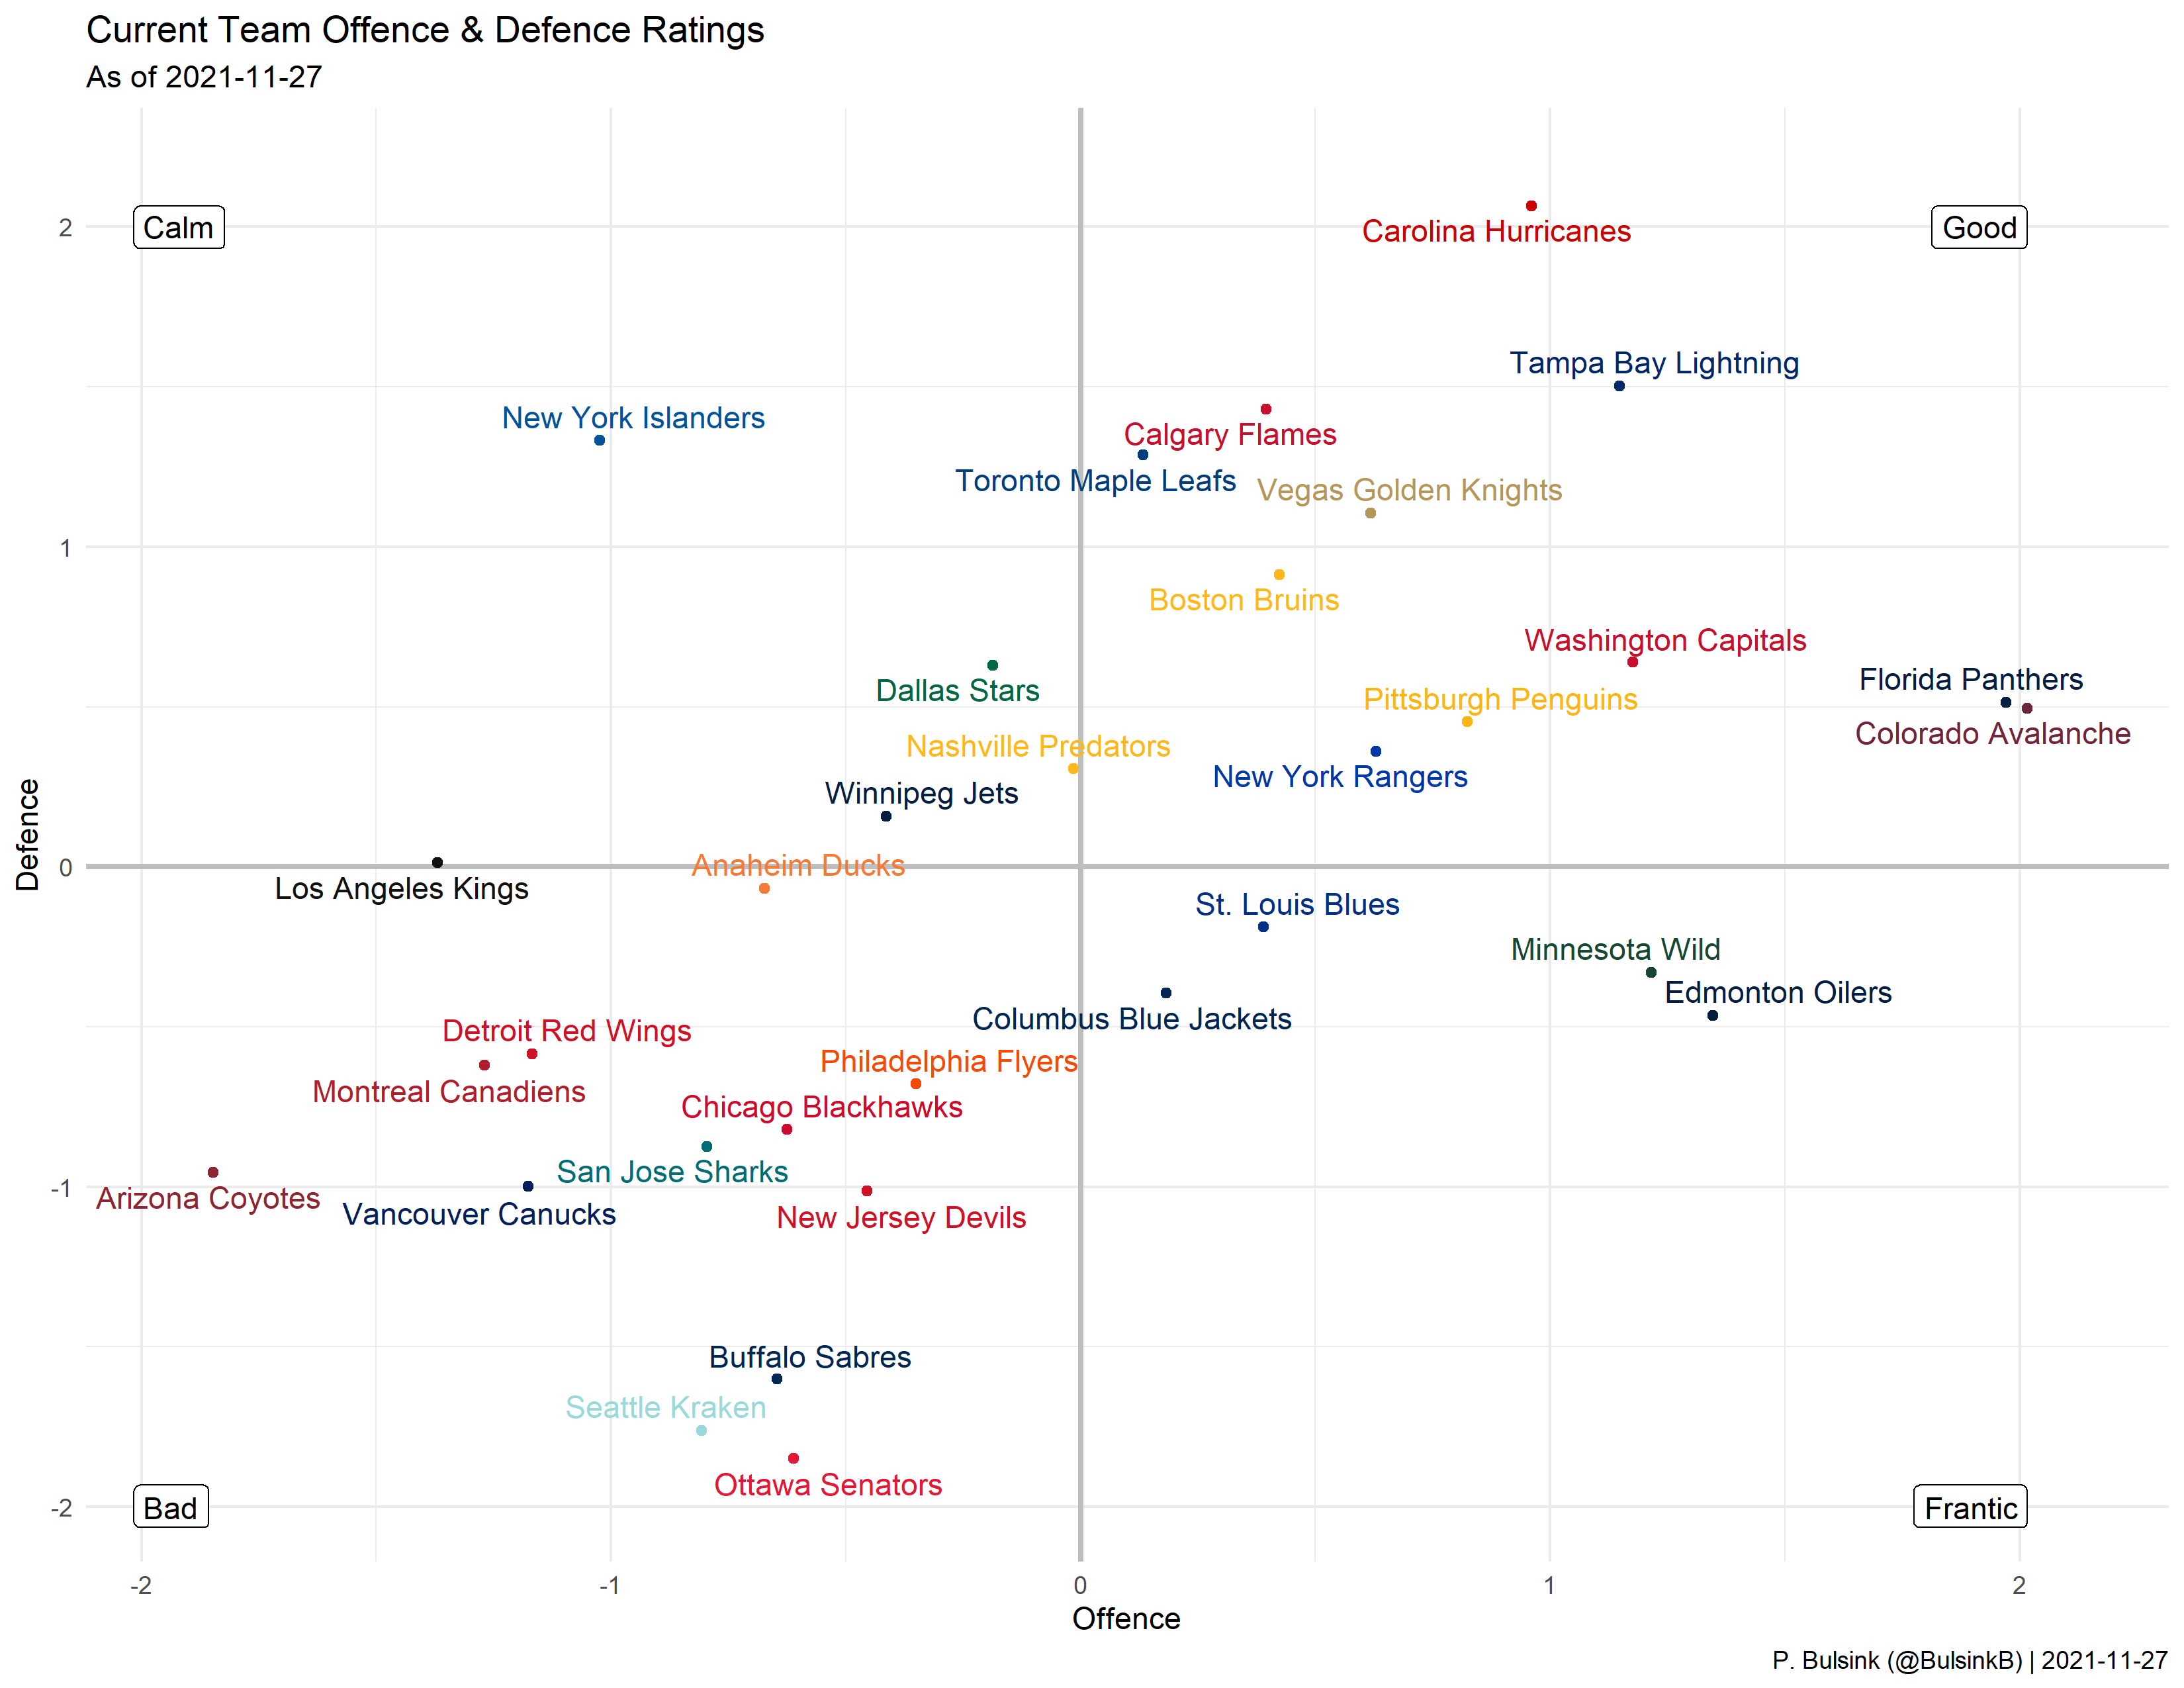 Current Team Offence & Defence Ratings
As of 2021-11-27
Calm
Good
Carolina Hurricanes
Tampa Bay Lightning
New York Islanders
Calgary Flames
Toronto Maple Leafs
Vegas Golden Knights
Boston Bruins
Washington Capitals
Dallas Stars
Florida Panthers
Pittsburgh Penguins
Colorado Avalanche
Nashville Predators
New York Rangers
Winnipeg Jets
Anaheim Ducks
Los Angeles Kings
St. Louis Blues
Minnesota Wild
Edmonton Oilers
Columbus Blue Jackets
Detroit Red Wings
Philadelphia Flyers
Montreal Canadiens
Chicago Blackhawks
San Jose Sharks
Arizona Coyotes
Vancouver Canucks
New Jersey Devils
Buffalo Sabres
Seattle Kraken
Ottawa Senators
Bad
Frantic
2
1
0
-1
-2
Defence
-2
-1
0
1
2
Offence
P. Bulsink (@BulsinkB) | 2021-11-27